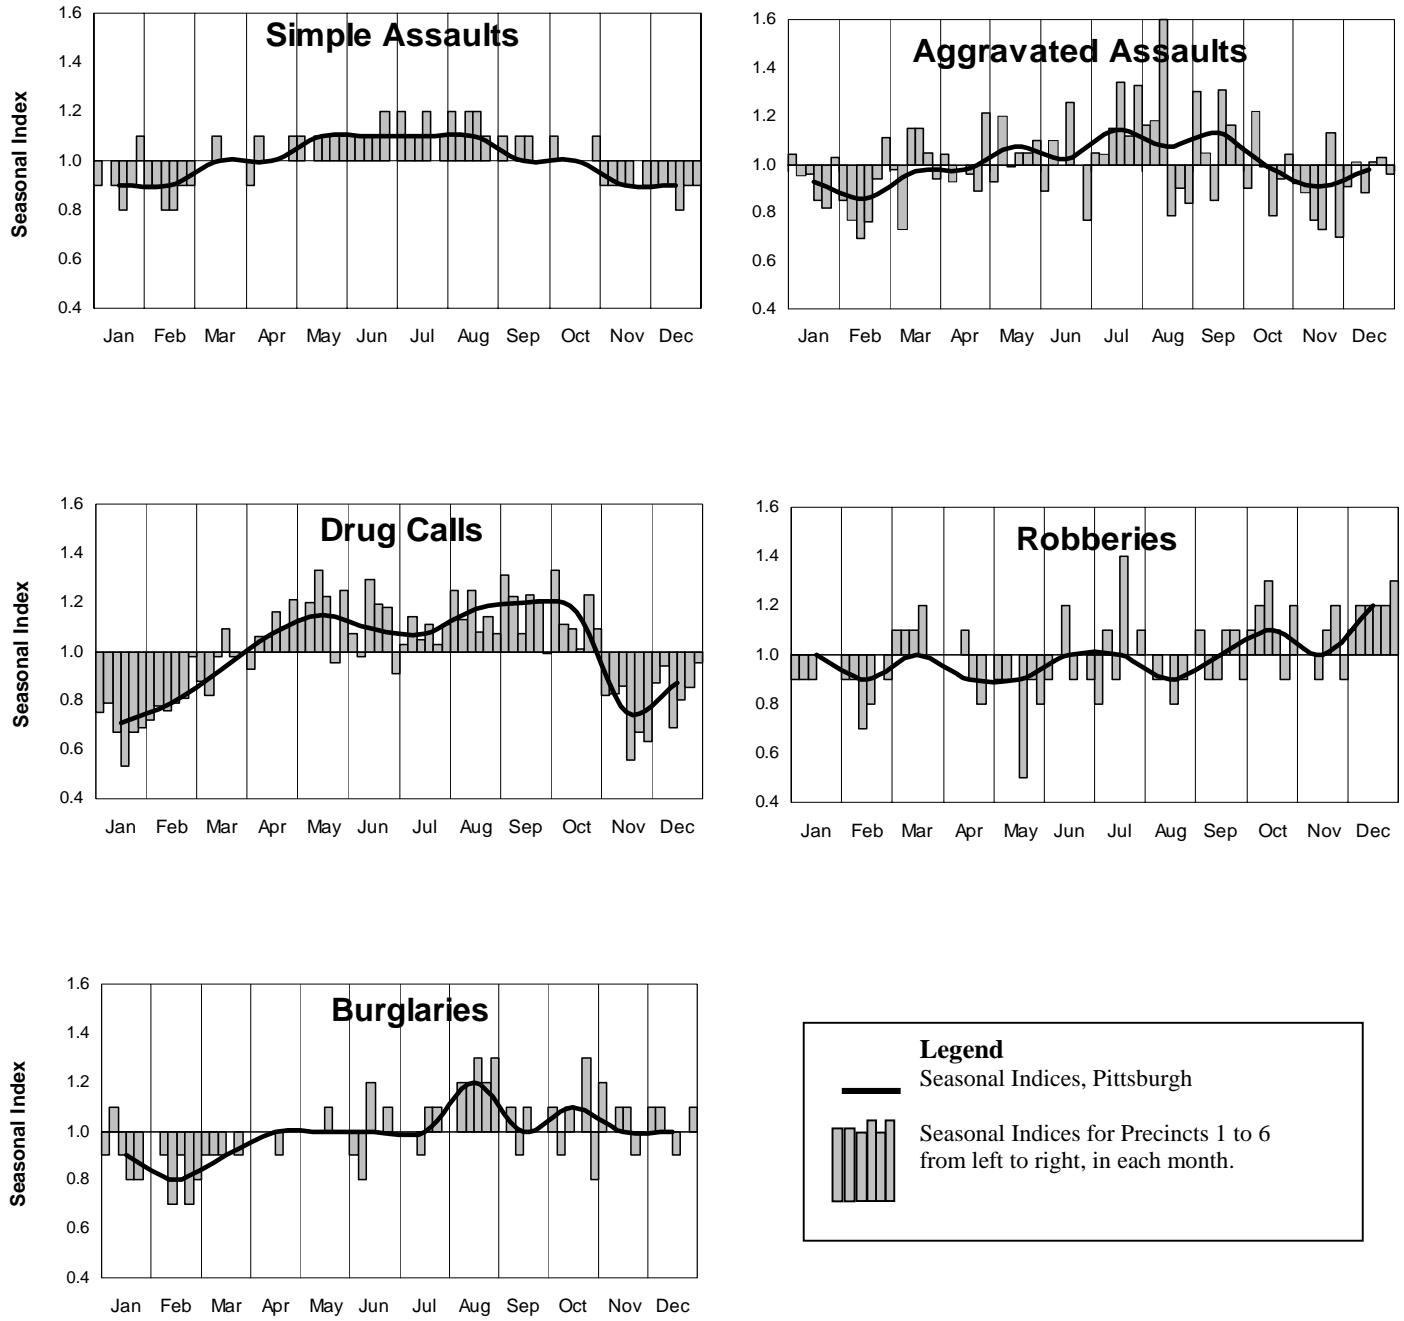 Simple Assaults
Seasonal Index
1.6
1.4
1.2
1.0
0.8
0.6
0.4
Jan Feb Mar Apr May Jun Jul Aug Sep Oct Nov Dec
Aggravated Assaults
1.6
1.4
1.2
1.0
0.8
0.6
0.4
Jan Feb Mar Apr May Jun Jul Aug Sep Oct Nov Dec
Drug Calls
Seasonal Index
1.6
1.4
1.2
1.0
0.8
0.6
0.4
Jan Feb Mar Apr May Jun Jul Aug Sep Oct Nov Dec
Robberies
1.6
1.4
1.2
1.0
0.8
0.6
0.4
Jan Feb Mar Apr May Jun Jul Aug Sep Oct Nov Dec
Burglaries
Seasonal Index
1.6
1.4
1.2
1.0
0.8
0.6
0.4
Jan Feb Mar Apr May Jun Jul Aug Sep Oct Nov Dec
Legend
Seasonal Indices, Pittsburgh
Seasonal Indices for Precincts 1 to 6
from left to right, in each month.